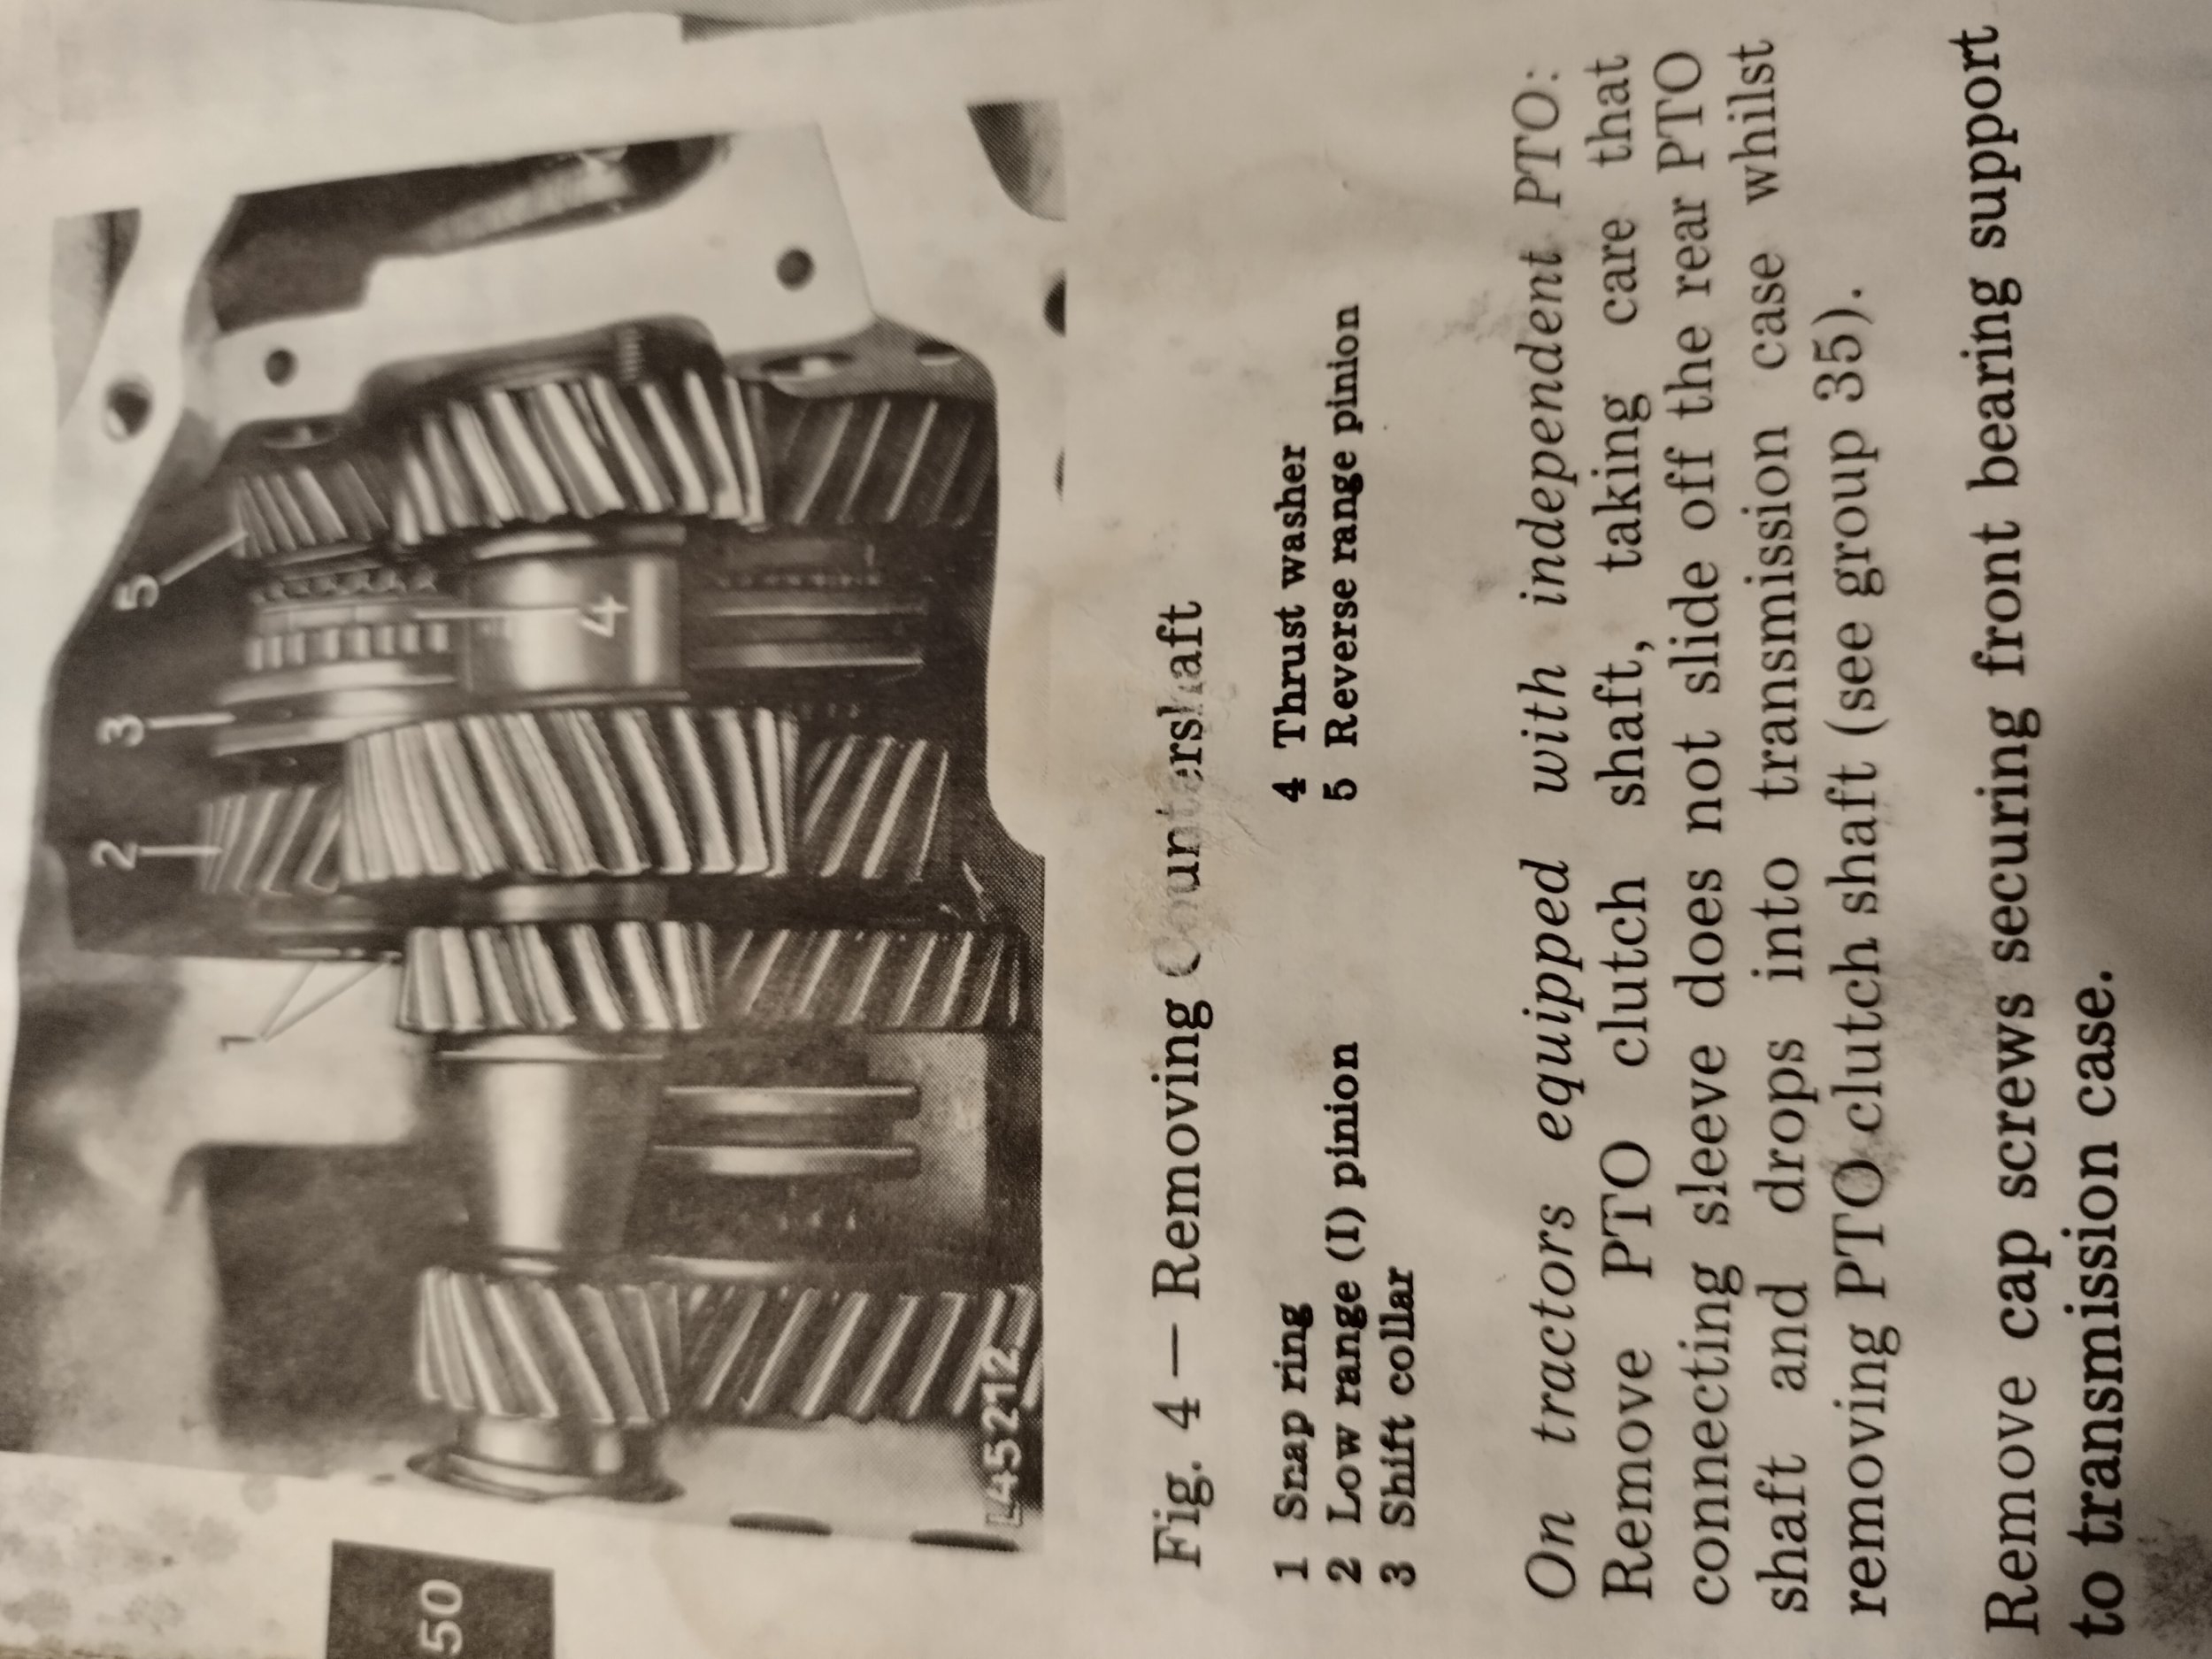 50
5
3
2
4
1
L45212
Fig. 4 — Removing Countershaft
1 Snap ring
2 Low range (I) pinion
3 Shift collar
4 Thrust washer
5 Reverse range pinion
On tractors equipped with independent PTO:
Remove PTO clutch shaft, taking care that
connecting sleeve does not slide off the rear PTO
shaft and drops into transmission case whilst
removing PTO clutch shaft (see group 35).
Remove cap screws securing front bearing support
to transmission case.